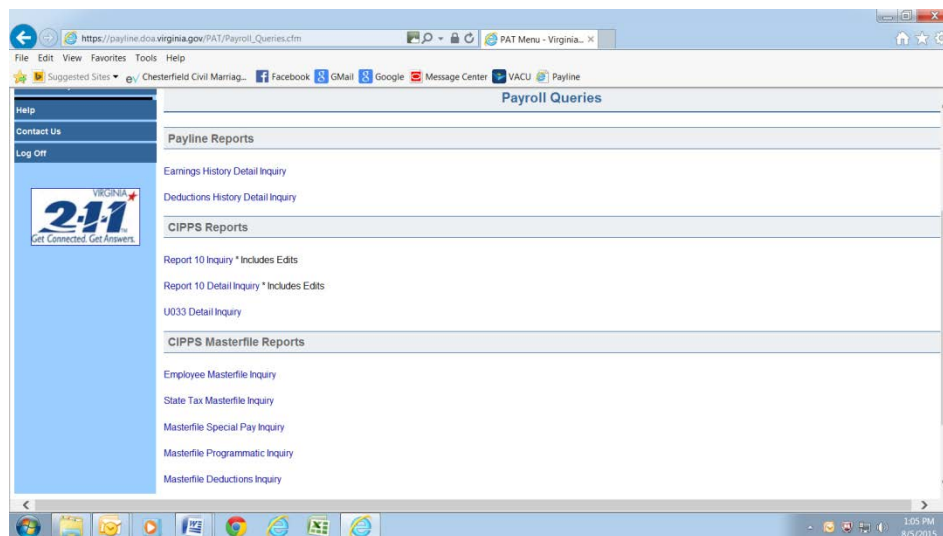 https://payline.doa.virginia.gov/PAT/Payroll_Queries.cfm
PAT Menu - Virginia...
File Edit View Favorites Tools Help
Suggested Sites
Chesterfield Civil Marriag...
Facebook
GMail
Google
Message Center
VACU
Payline
Payroll Queries
Help
Contact Us
Log Off
VIRGINIA
2-1-1
Get Connected. Get Answers.
Payline Reports
Earnings History Detail Inquiry
Deductions History Detail Inquiry
CIPPS Reports
Report 10 Inquiry * Includes Edits
Report 10 Detail Inquiry * Includes Edits
U033 Detail Inquiry
CIPPS Masterfile Reports
Employee Masterfile Inquiry
State Tax Masterfile Inquiry
Masterfile Special Pay Inquiry
Masterfile Programmatic Inquiry
Masterfile Deductions Inquiry
1:05 PM
8/5/2015